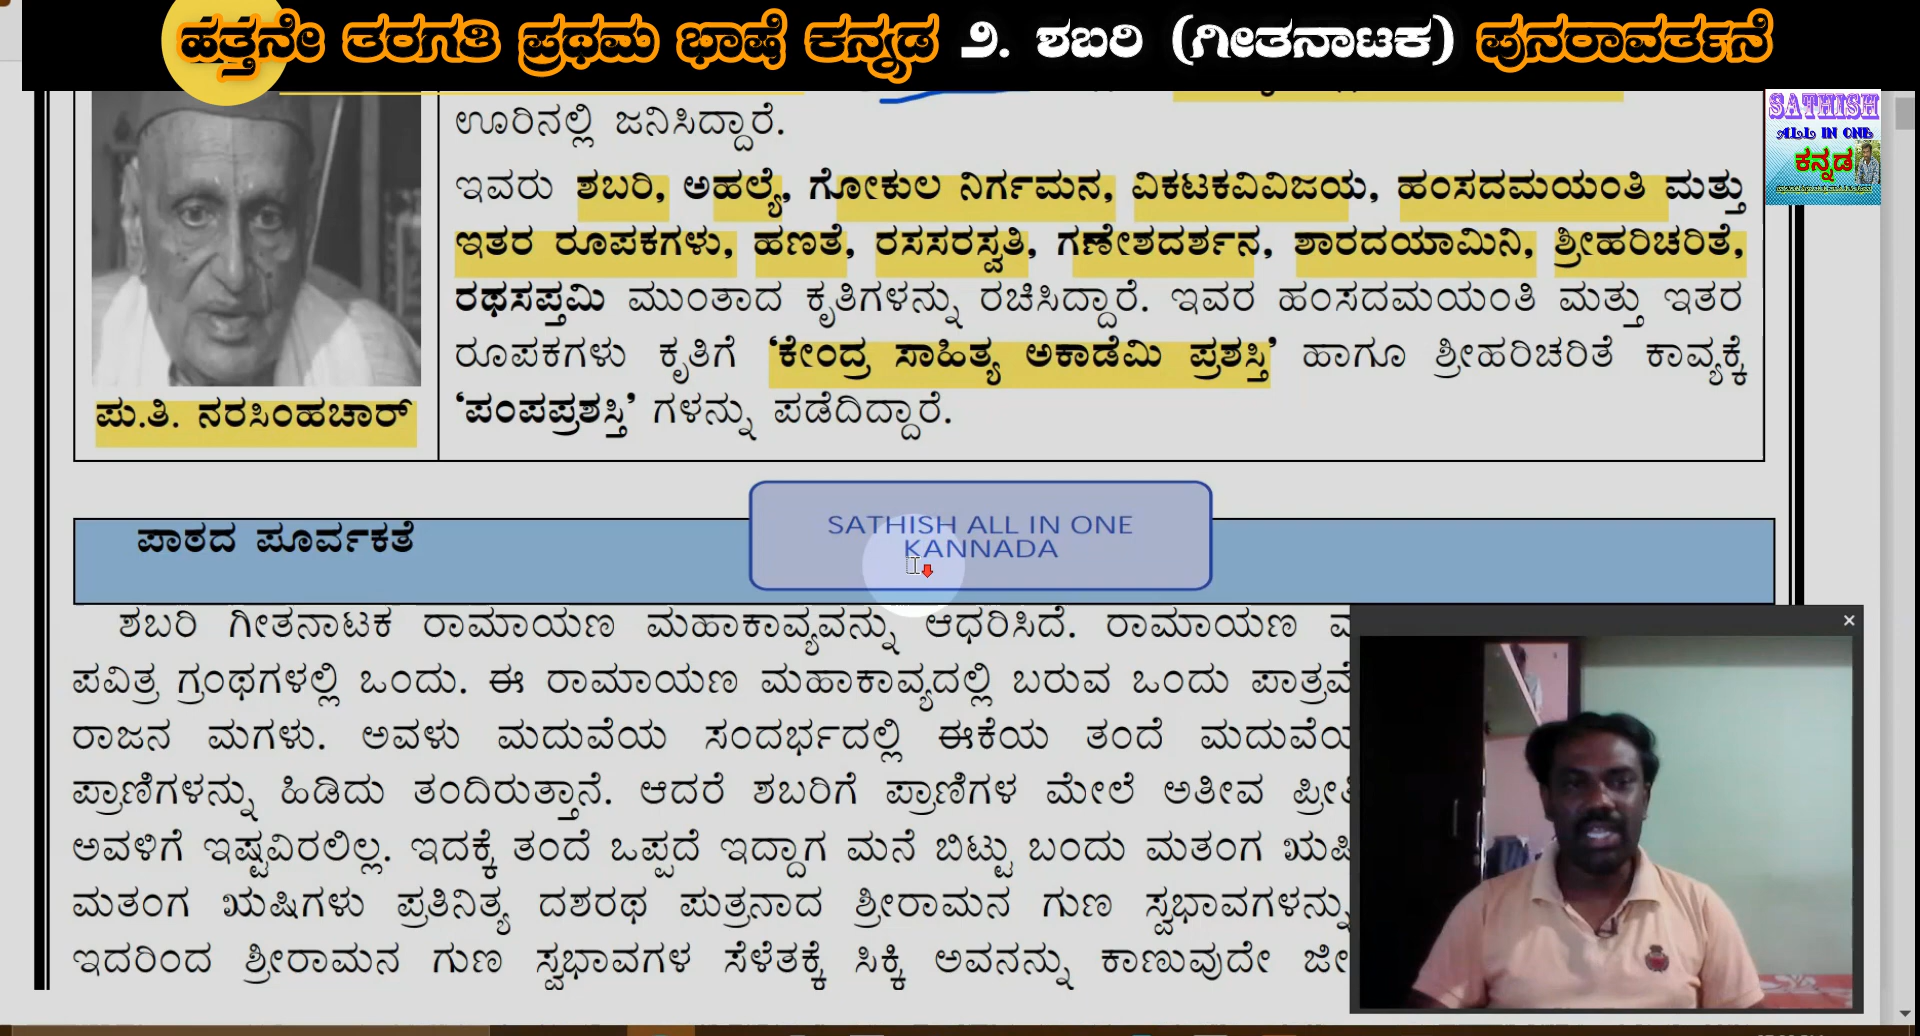 ಹತ್ತನೇ ತರಗತಿ ಪ್ರಥಮ ಭಾಷೆ ಕನ್ನಡ ೨. ಶಬರಿ (ಗೀತನಾಟಕ) ಪುನರಾವರ್ತನೆ
SATHISH
ALL IN ONE
ಕನ್ನಡ
ಊರಿನಲ್ಲಿ ಜನಿಸಿದ್ದಾರೆ.
ಇವರು ಶಬರಿ, ಅಹಲ್ಯೆ, ಗೋಕುಲ ನಿರ್ಗಮನ, ವಿಕಟಕವಿವಿಜಯ, ಹಂಸದಮಯಂತಿ ಮತ್ತು
ಇತರ ರೂಪಕಗಳು, ಹಣತೆ, ರಸಸರಸ್ವತಿ, ಗಣೇಶದರ್ಶನ, ಶಾರದಯಾಮಿನಿ, ಶ್ರೀಹರಿಚರಿತೆ,
ರಥಸಪ್ತಮಿ ಮುಂತಾದ ಕೃತಿಗಳನ್ನು ರಚಿಸಿದ್ದಾರೆ. ಇವರ ಹಂಸದಮಯಂತಿ ಮತ್ತು ಇತರ
ರೂಪಕಗಳು ಕೃತಿಗೆ ‘ಕೇಂದ್ರ ಸಾಹಿತ್ಯ ಅಕಾಡೆಮಿ ಪ್ರಶಸ್ತಿ’ ಹಾಗೂ ಶ್ರೀಹರಿಚರಿತೆ ಕಾವ್ಯಕ್ಕೆ
‘ಪಂಪಪ್ರಶಸ್ತಿ’ ಗಳನ್ನು ಪಡೆದಿದ್ದಾರೆ.
ಪು.ತಿ. ನರಸಿಂಹಚಾರ್
ಪಾಠದ ಪೂರ್ವಕತೆ
SATHISH ALL IN ONE
KANNADA
ಶಬರಿ ಗೀತನಾಟಕ ರಾಮಾಯಣ ಮಹಾಕಾವ್ಯವನ್ನು ಆಧರಿಸಿದೆ. ರಾಮಾಯಣ
ಪವಿತ್ರ ಗ್ರಂಥಗಳಲ್ಲಿ ಒಂದು. ಈ ರಾಮಾಯಣ ಮಹಾಕಾವ್ಯದಲ್ಲಿ ಬರುವ ಒಂದು
ರಾಜನ ಮಗಳು. ಅವಳು ಮದುವೆಯ ಸಂದರ್ಭದಲ್ಲಿ ಈಕೆಯ ತಂದೆ
ಪ್ರಾಣಿಗಳನ್ನು ಹಿಡಿದು ತಂದಿರುತ್ತಾನೆ. ಆದರೆ ಶಬರಿಗೆ ಪ್ರಾಣಿಗಳ ಮೇಲೆ ಅತೀವ
ಅವಳಿಗೆ ಇಷ್ಟವಿರಲಿಲ್ಲ. ಇದಕ್ಕೆ ತಂದೆ ಒಪ್ಪದೆ ಇದ್ದಾಗ ಮನೆ ಬಿಟ್ಟು ಬಂದು ಮತಂಗ
ಮತಂಗ ಋಷಿಗಳು ಪ್ರತಿನಿತ್ಯ ದಶರಥ ಪುತ್ರನಾದ ಶ್ರೀರಾಮನ ಗುಣ ಸ್ವಭಾವಗಳನ್ನು
ಇದರಿಂದ ಶ್ರೀರಾಮನ ಗುಣ ಸ್ವಭಾವಗಳ ಸೆಳೆತಕ್ಕೆ ಸಿಕ್ಕಿ ಅವನನ್ನು ಕಾಣುವುದೇ